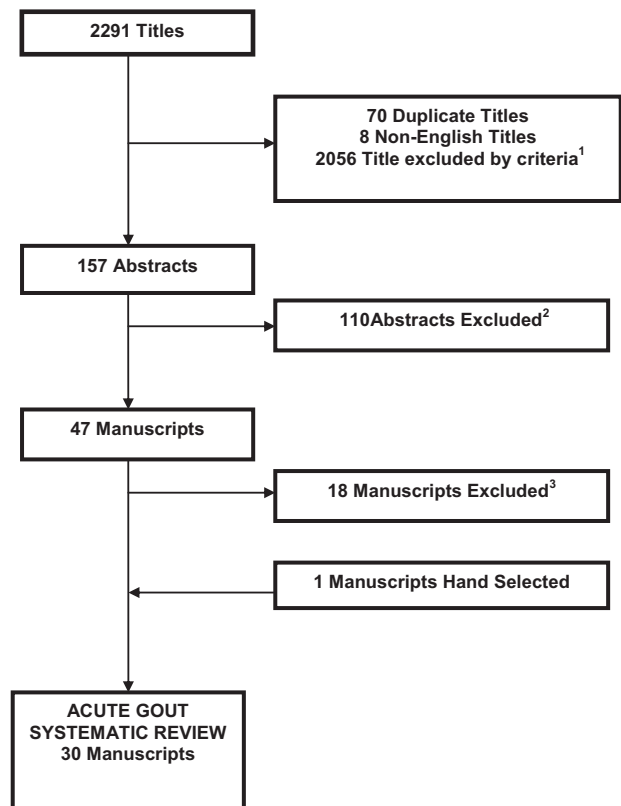 2291 Titles
70 Duplicate Titles
8 Non-English Titles
2056 Title excluded by criteria1
157 Abstracts
110Abstracts Excluded2
47 Manuscripts
18 Manuscripts Excluded3
1 Manuscripts Hand Selected
ACUTE GOUT
SYSTEMATIC REVIEW
30 Manuscripts